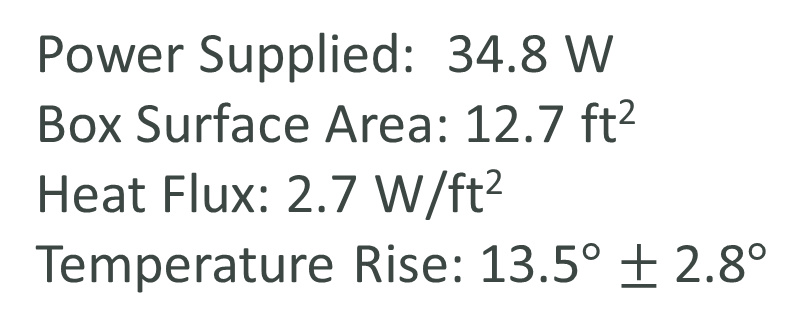 Power Supplied: 34.8 W
Box Surface Area: 12.7 ft²
Heat Flux: 2.7 W/ft²
Temperature Rise: 13.5° ± 2.8°